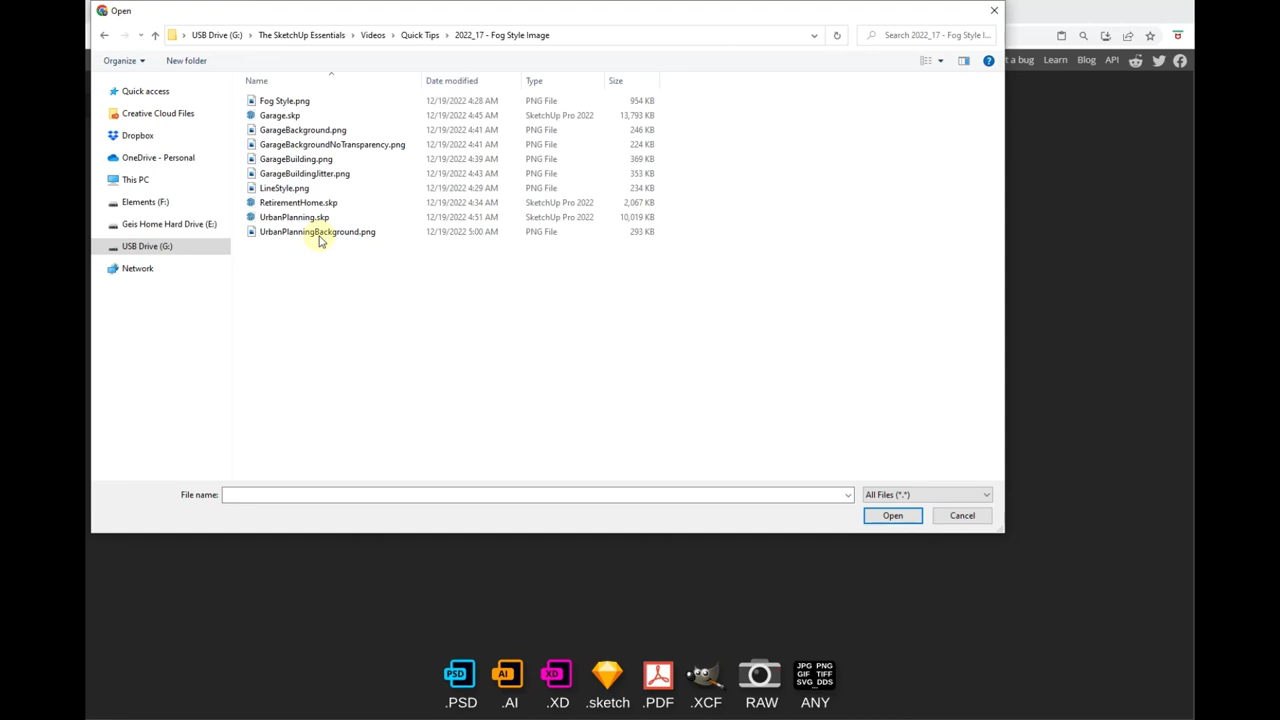 Open
USB Drive (G:) The SketchUp Essentials Videos Quick Tips 2022_17 - Fog Style Image Search 2022_17 - Fog Style I...
Organize New folder
t a bug Learn Blog API
Name Date modified Type Size
Quick access
Creative Cloud Files
Dropbox
OneDrive - Personal
This PC
Elements (F:)
Geis Home Hard Drive (E:)
USB Drive (G:)
Network
Fog Style.png 12/19/2022 4:28 AM PNG File 954 KB
Garage.skp 12/19/2022 4:45 AM SketchUp Pro 2022 13,793 KB
GarageBackground.png 12/19/2022 4:41 AM PNG File 246 KB
GarageBackgroundNoTransparency.png 12/19/2022 4:41 AM PNG File 224 KB
GarageBuilding.png 12/19/2022 4:39 AM PNG File 369 KB
GarageBuildingJitter.png 12/19/2022 4:43 AM PNG File 353 KB
LineStyle.png 12/19/2022 4:29 AM PNG File 234 KB
RetirementHome.skp 12/19/2022 4:34 AM SketchUp Pro 2022 2,067 KB
UrbanPlanning.skp 12/19/2022 4:51 AM SketchUp Pro 2022 10,019 KB
UrbanPlanningBackground.png 12/19/2022 5:00 AM PNG File 293 KB
File name: All Files (*.*)
Open Cancel
PSD AI XD JPG PNG
GIF TIFF
SVG DDS
.PSD .AI .XD .sketch .PDF .XCF RAW ANY